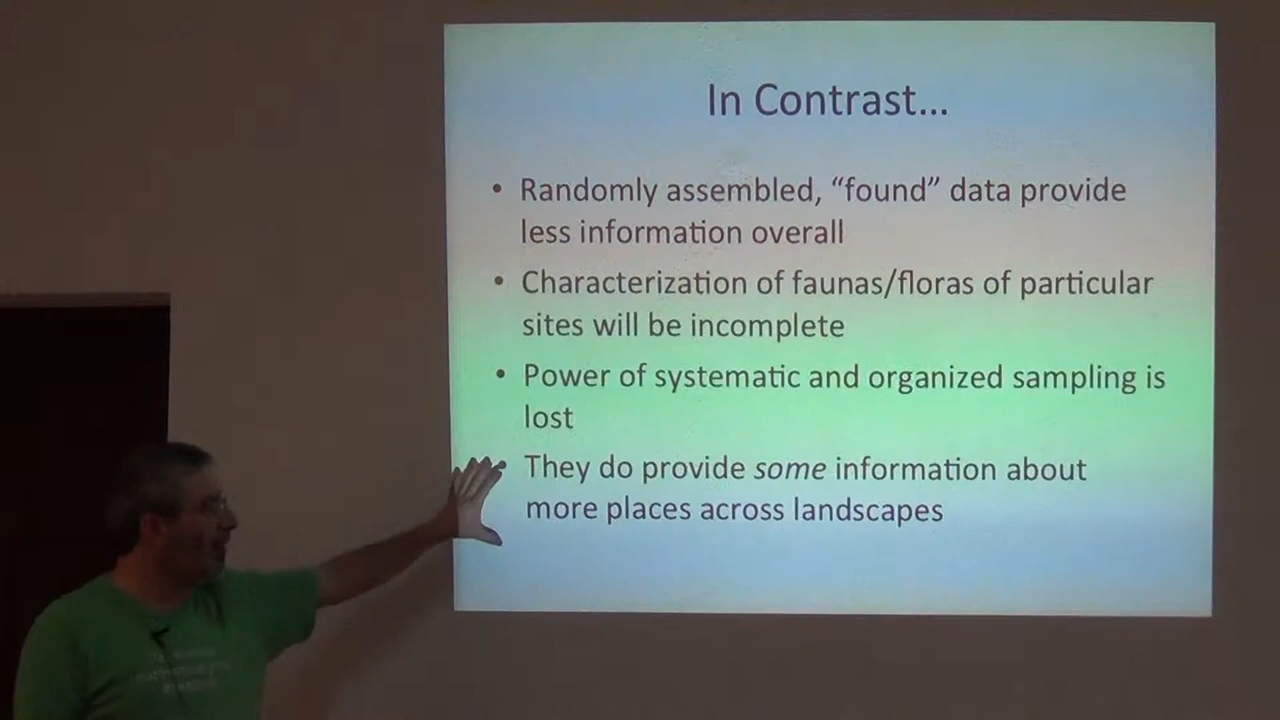 In Contrast...
• Randomly assembled, “found” data provide
less information overall
• Characterization of faunas/floras of particular
sites will be incomplete
• Power of systematic and organized sampling is
lost
• They do provide some information about
more places across landscapes